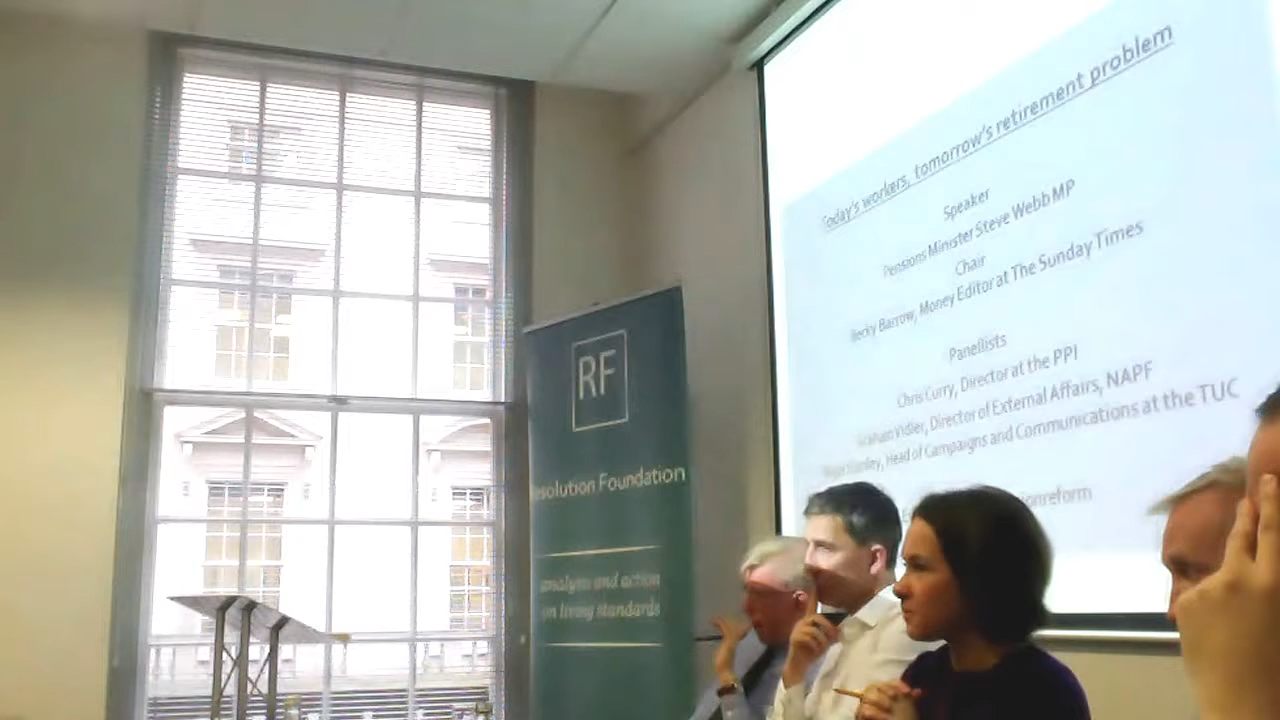 Today's workers, tomorrow's retirement problem
Speaker
Pensions Minister Steve Webb MP
Chair
Becky Barrow, Money Editor at The Sunday Times
Panellists
Chris Curry, Director at the PPI
Graham Vidler, Director of External Affairs, NAPF
Head of Campaigns and Communications at the TUC
RF
Resolution Foundation
analysis and action
on living standards